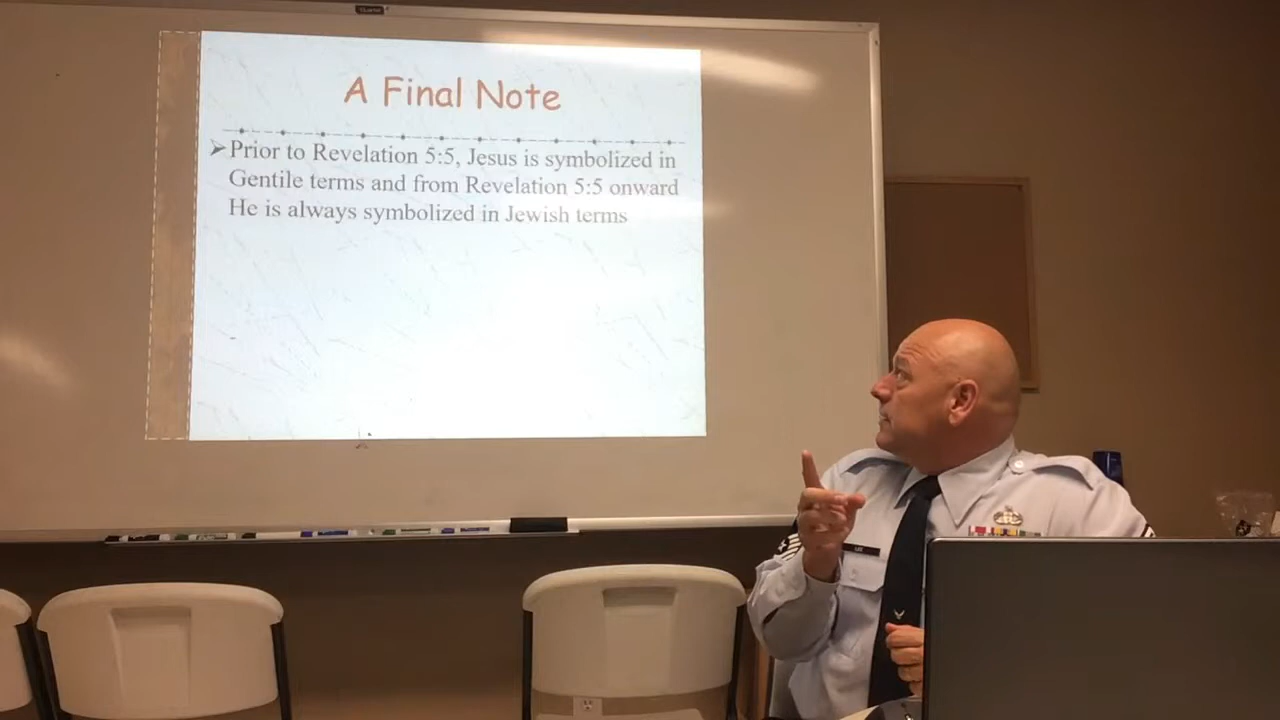 A Final Note
➢Prior to Revelation 5:5, Jesus is symbolized in
Gentile terms and from Revelation 5:5 onward
He is always symbolized in Jewish terms
LEE